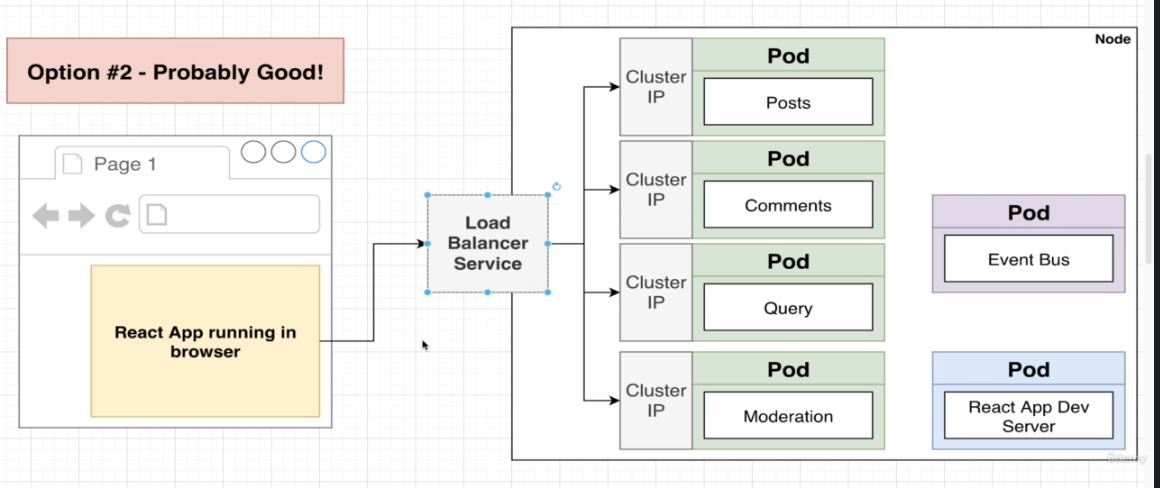 Option #2 - Probably Good!
Page 1
React App running in
browser
Load
Balancer
Service
Node
Cluster
IP
Pod
Posts
Cluster
IP
Pod
Comments
Cluster
IP
Pod
Query
Cluster
IP
Pod
Moderation
Pod
Event Bus
Pod
React App Dev
Server
Udemy